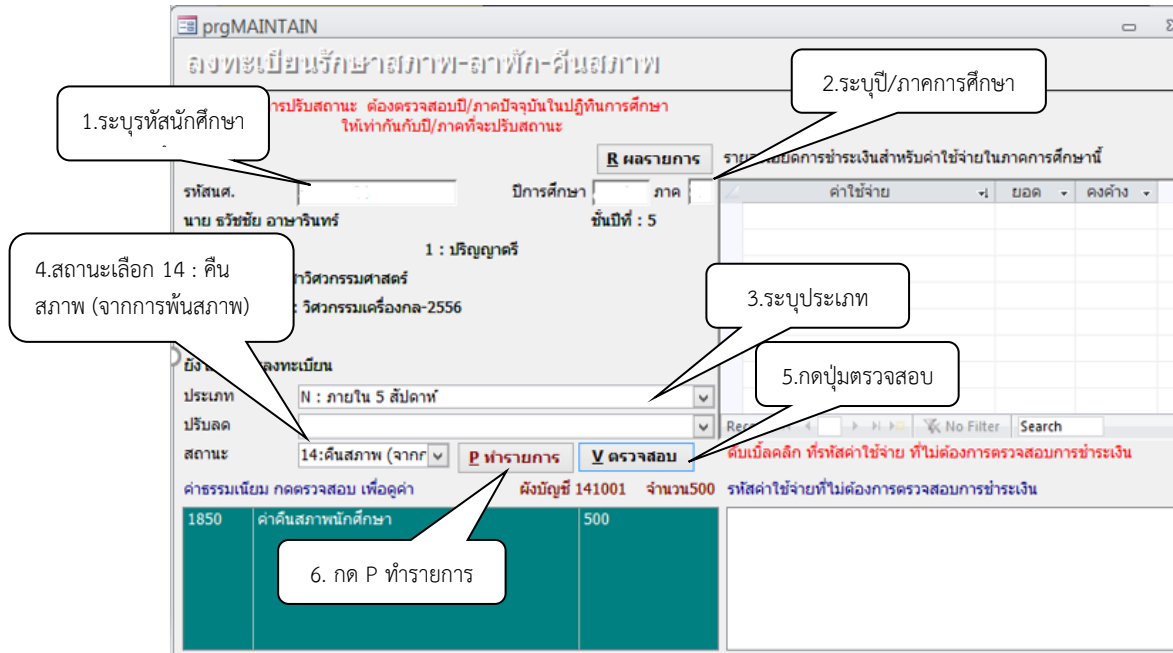 prgMAINTAIN
ลงทะเบียนรักษาสภาพ-ลาพัก-คืนสภาพ
2.ระบุปี/ภาคการศึกษา
1.ระบุรหัสนักศึกษา
การปรับสถานะ ต้องตรวจสอบปี/ภาคปัจจุบันในปฏิทินการศึกษา
ให้เท่ากันกับปี/ภาคที่จะปรับสถานะ
R ผลรายการ
การชำระเงินสำหรับค่าใช้จ่ายในภาคการศึกษานี้
รหัสนศ. ปีการศึกษา ภาค
ค่าใช้จ่าย ยอด คงค้าง
นาย ธวัชชัย อาษารินทร์ ชั้นปีที่ : 5
1 : ปริญญาตรี
4.สถานะเลือก 14 : คืน
สภาพ (จากการพ้นสภาพ)
วิศวกรรมศาสตร์
: วิศวกรรมเครื่องกล-2556
3.ระบุประเภท
ลงทะเบียน
5.กดปุ่มตรวจสอบ
ประเภท N : ภายใน 5 สัปดาห์
ปรับลด
No Filter Search
สถานะ 14:คืนสภาพ (จาก P ทำรายการ V ตรวจสอบ
ดับเบิ้ลคลิก ที่รหัสค่าใช้จ่าย ที่ไม่ต้องการตรวจสอบการชำระเงิน
ค่าธรรมเนียม กดตรวจสอบ เพื่อดูค่า ผังบัญชี 141001 จำนวน500
รหัสค่าใช้จ่ายที่ไม่ต้องการตรวจสอบการชำระเงิน
1850 ค่าคืนสภาพนักศึกษา 500
6. กด P ทำรายการ